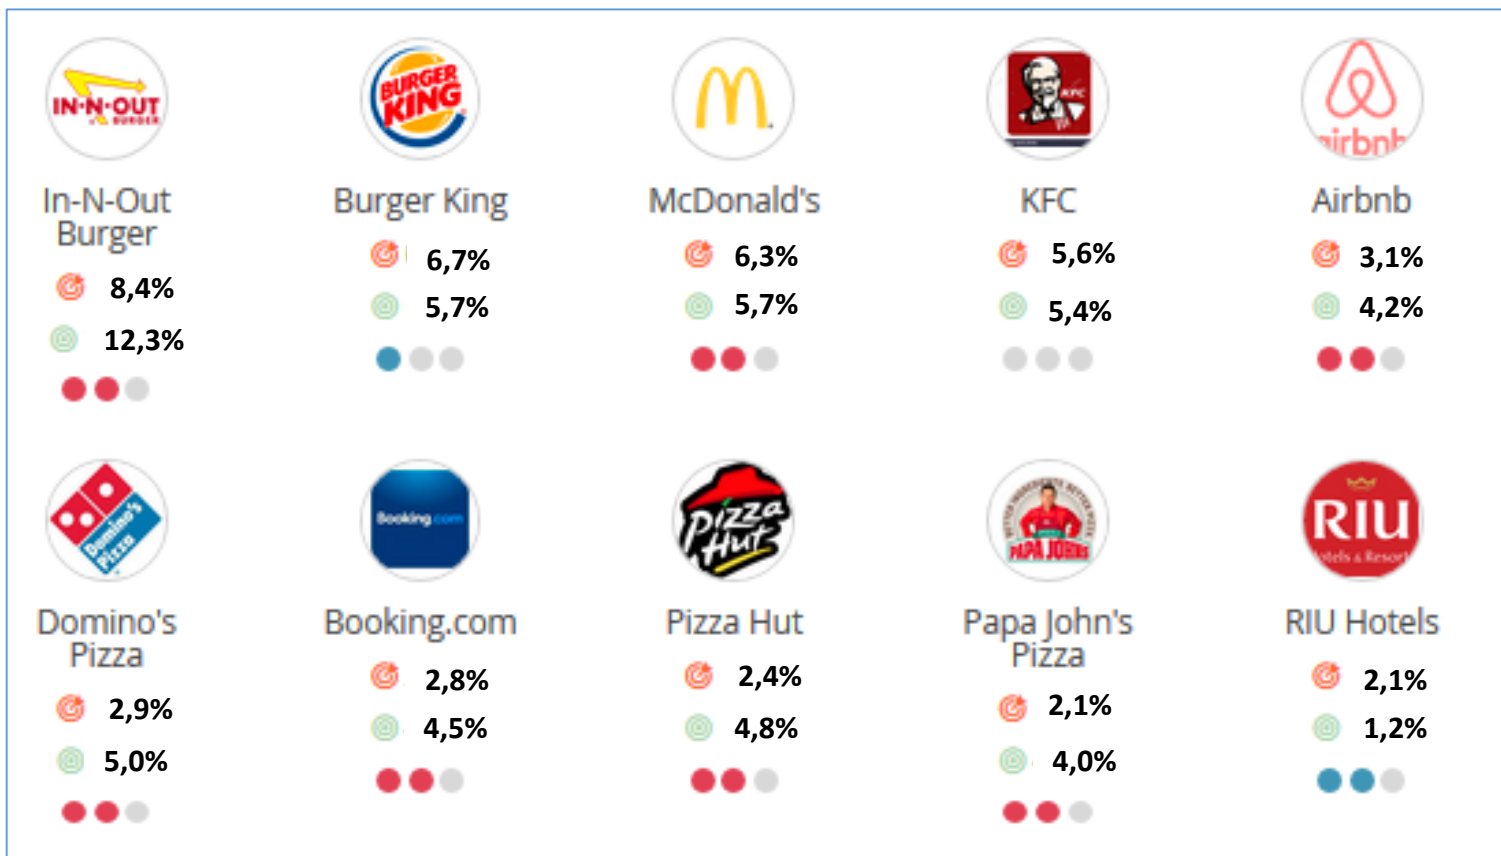 IN-N-OUT
BURGER
BURGER
KING
KFC
airbnb
In-N-Out
Burger
8,4%
12,3%
Burger King
6,7%
5,7%
McDonald's
6,3%
5,7%
KFC
5,6%
5,4%
Airbnb
3,1%
4,2%
Domino's
Pizza
Booking.com
Pizza
Hut
PAPA JOHNS
RIU
Hotels & Resorts
Domino's
Pizza
2,9%
5,0%
Booking.com
2,8%
4,5%
Pizza Hut
2,4%
4,8%
Papa John's
Pizza
2,1%
4,0%
RIU Hotels
2,1%
1,2%